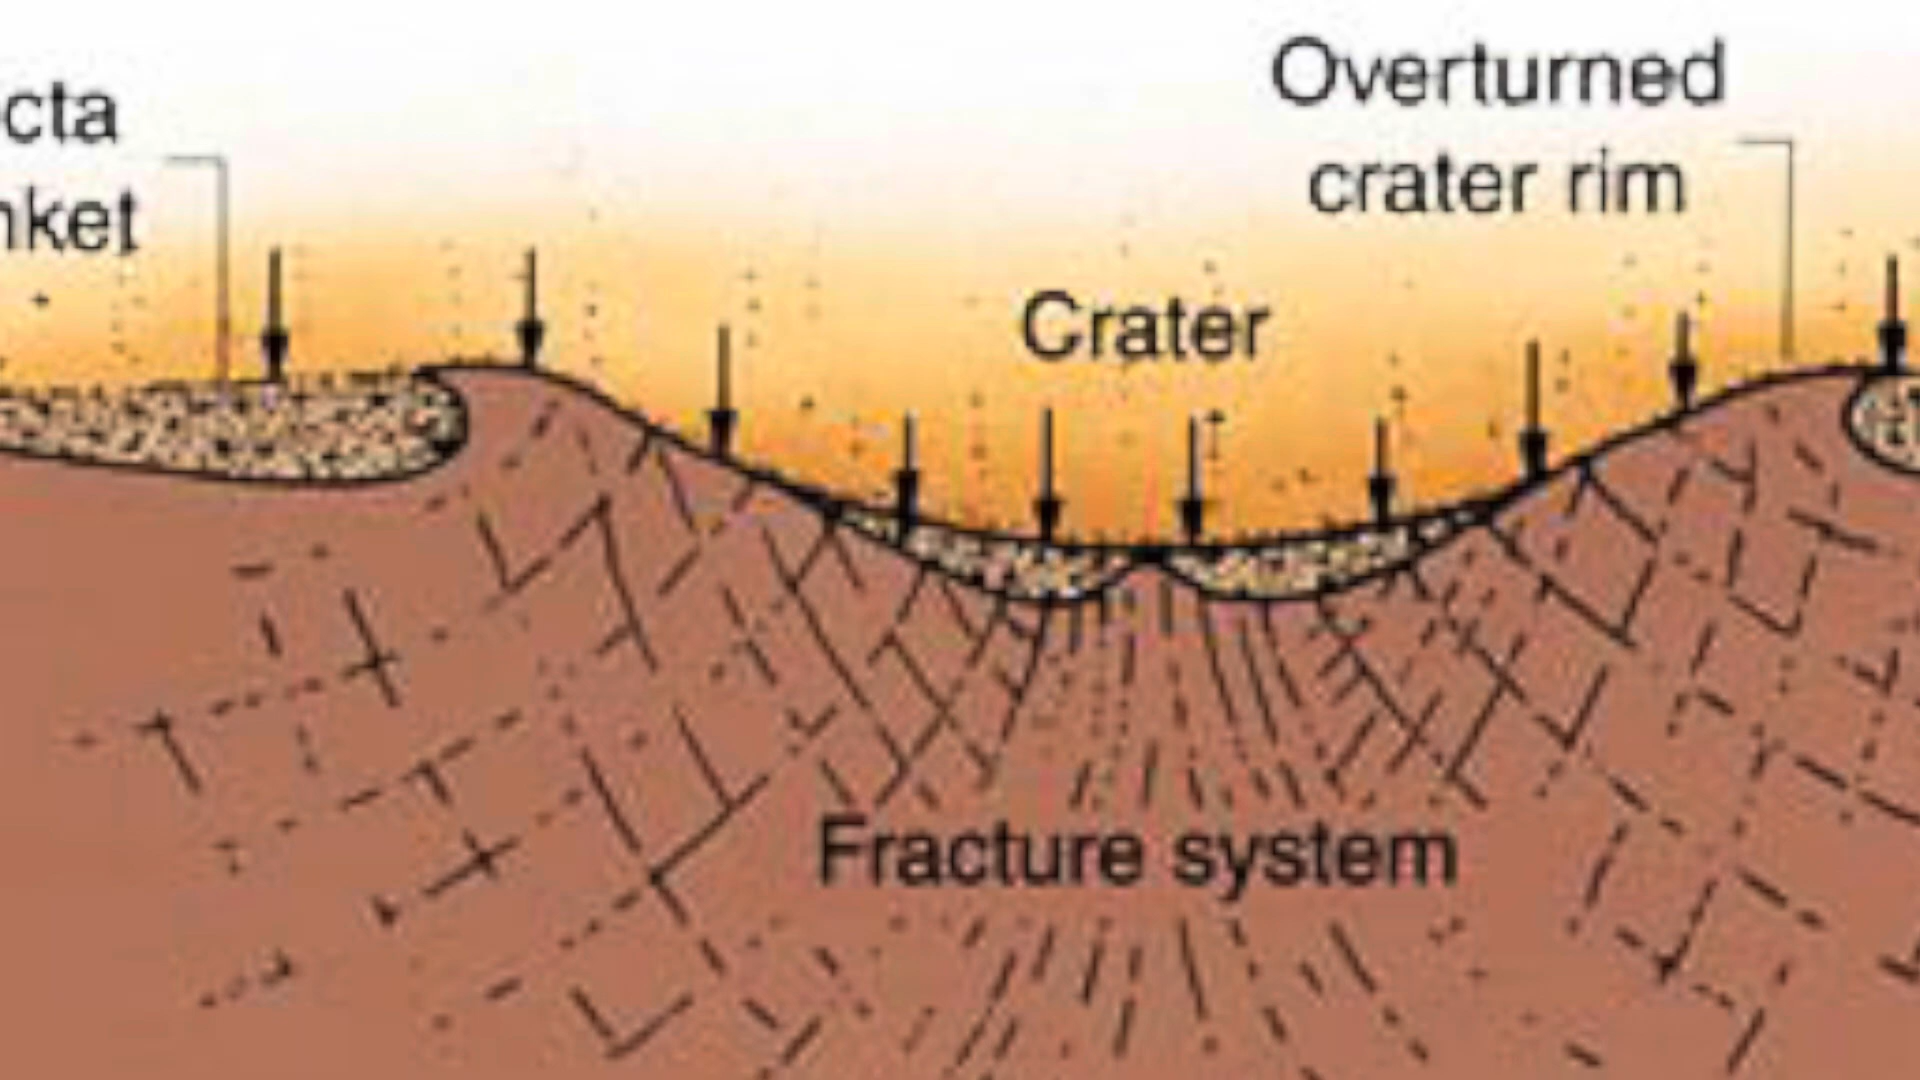 cta
nket
Overturned
crater rim
Crater
Fracture system